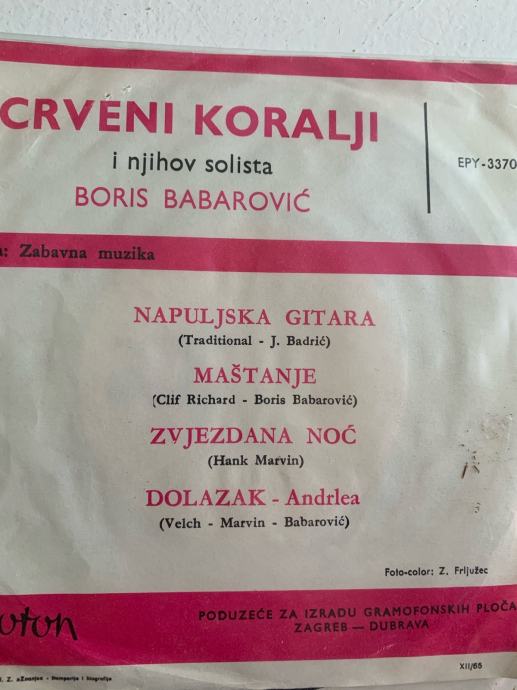 CRVENI KORALJI
i njihov solista
BORIS BABAROVIĆ
EPY-3370
Zabavna muzika
NAPULJSKA GITARA
(Traditional - J. Badrić)
MAŠTANJE
(Clif Richard - Boris Babarović)
ZVJEZDANA NOĆ
(Hank Marvin)
DOLAZAK - Andrlea
(Velch - Marvin - Babarović)
Foto-color: Z. Frljužec
PODUZEĆE ZA IZRADU GRAMOFONSKIH PLOČA
ZAGREB — DUBRAVA
XII/65